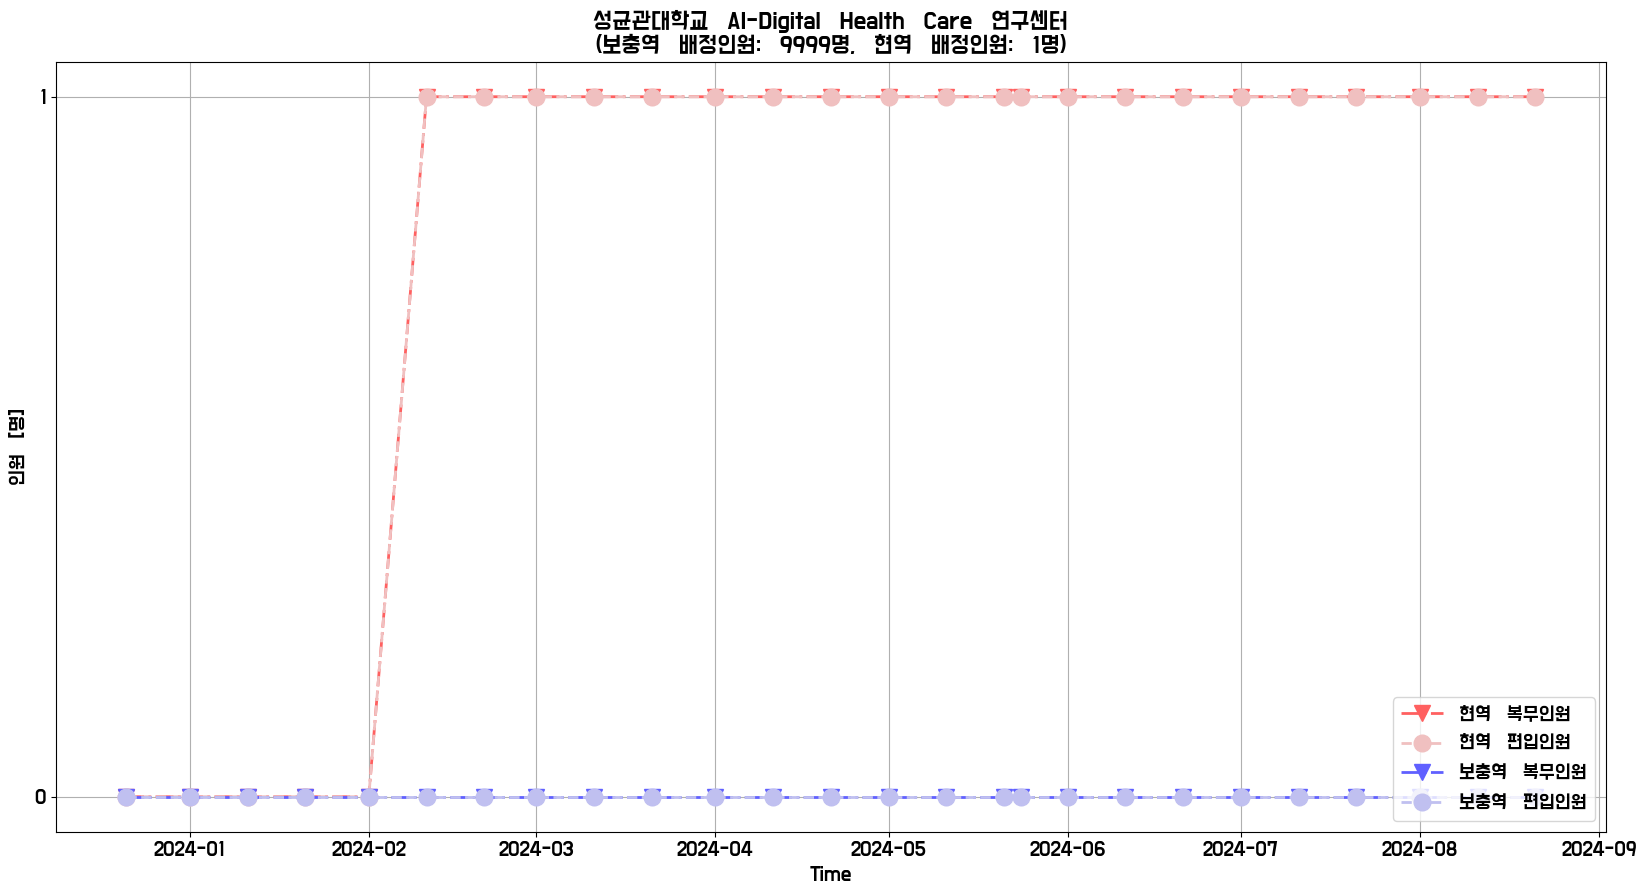 성균관대학교 AI-Digital Health Care 연구센터
(보충역 배정인원: 9999명, 현역 배정인원: 1명)
1
인원 [명]
0
현역 복무인원
현역 편입인원
보충역 복무인원
보충역 편입인원
2024-01 2024-02 2024-03 2024-04 2024-05 2024-06 2024-07 2024-08 2024-09
Time